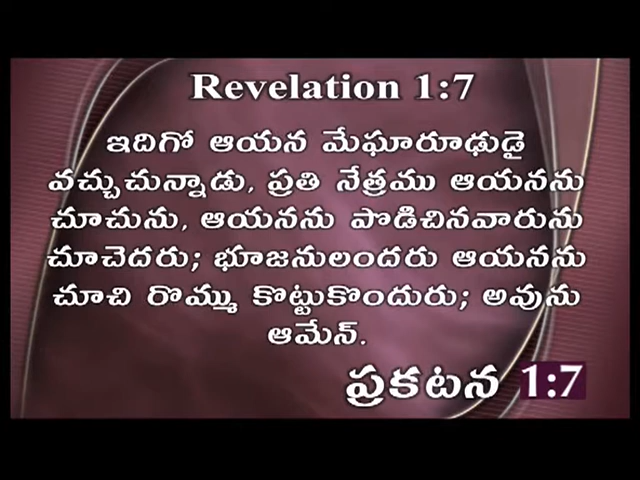 Revelation 1:7
ఇదిగో ఆయన మేఘారూఢుడై
వచ్చుచున్నాడు, ప్రతి నేత్రము ఆయనను
చూచును, ఆయనను పొడిచినవారును
చూచెదరు; భూజనులందరు ఆయనను
చూచి రొమ్ము కొట్టుకొందురు; అవును
ఆమేన్.
ప్రకటన 1:7